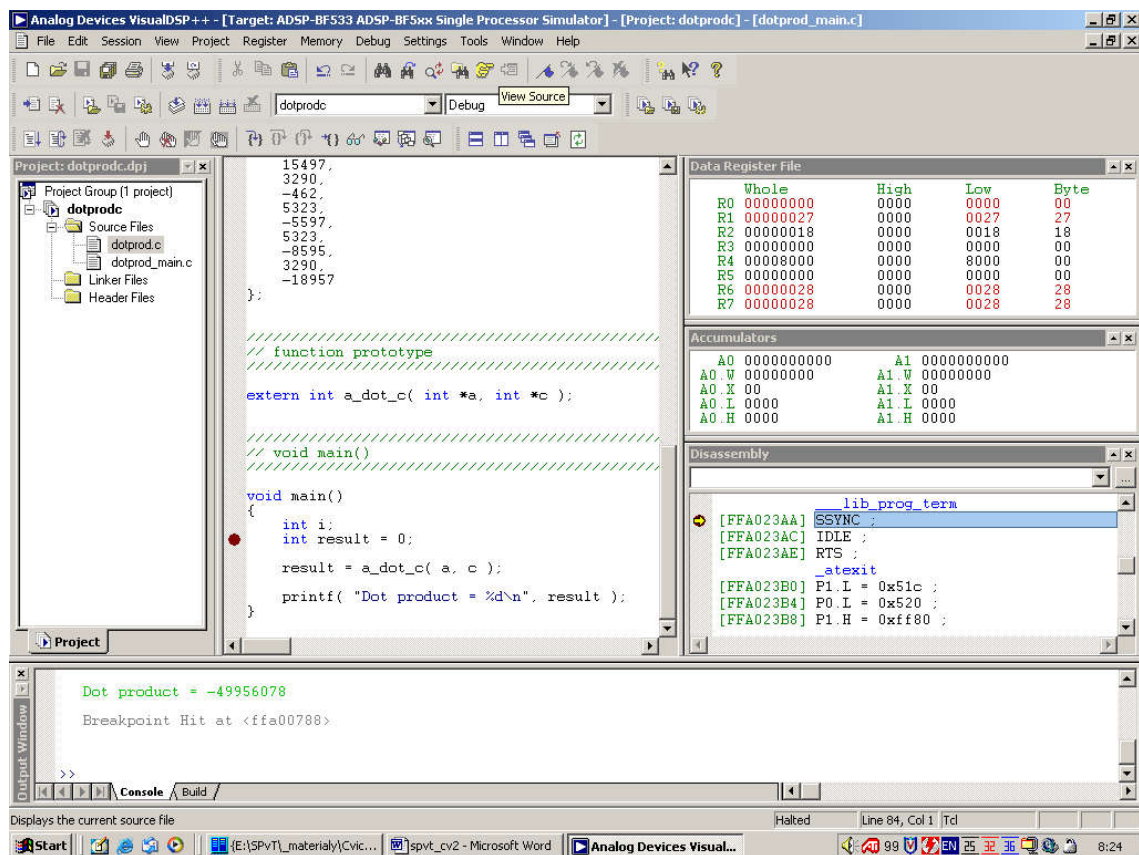 Analog Devices VisualDSP++ - [Target: ADSP-BF533 ADSP-BF5xx Single Processor Simulator] - [Project: dotprodc] - [dotprod_main.c]
File Edit Session View Project Register Memory Debug Settings Tools Window Help
dotprodc Debug
View Source
Project: dotprodc.dpj
Project Group (1 project)
dotprodc
Source Files
dotprod.c
dotprod_main.c
Linker Files
Header Files
Project
15497,
3290,
-462,
5323,
-5597,
5323,
-8595,
3290,
-18957
};
//////////////////////////////////////////////////
// function prototype
//////////////////////////////////////////////////
extern int a_dot_c( int *a, int *c );
//////////////////////////////////////////////////
// void main()
//////////////////////////////////////////////////
void main()
{
int i;
int result = 0;
result = a_dot_c( a, c );
printf( "Dot product = %d\n", result );
}
Data Register File
Whole High Low Byte
R0 00000000 0000 0000 00
R1 00000027 0000 0027 27
R2 00000018 0000 0018 18
R3 00000000 0000 0000 00
R4 00008000 0000 8000 00
R5 00000000 0000 0000 00
R6 00000028 0000 0028 28
R7 00000028 0000 0028 28
Accumulators
A0 0000000000 A1 0000000000
A0.W 00000000 A1.W 00000000
A0.X 00 A1.X 00
A0.L 0000 A1.L 0000
A0.H 0000 A1.H 0000
Disassembly
___lib_prog_term
[FFA023AA] SSYNC ;
[FFA023AC] IDLE ;
[FFA023AE] RTS ;
_atexit
[FFA023B0] P1.L = 0x51c ;
[FFA023B4] P0.L = 0x520 ;
[FFA023B8] P1.H = 0xff80 ;
Output Window
Dot product = -49956078
Breakpoint Hit at <ffa00788>
>>
Console Build
Displays the current source file
Halted Line 84, Col 1 Tcl
Start {E:\SPvT\_materialy\Cvic... spvt_cv2 - Microsoft Word Analog Devices Visual... 99 EN 25 32 36 8:24